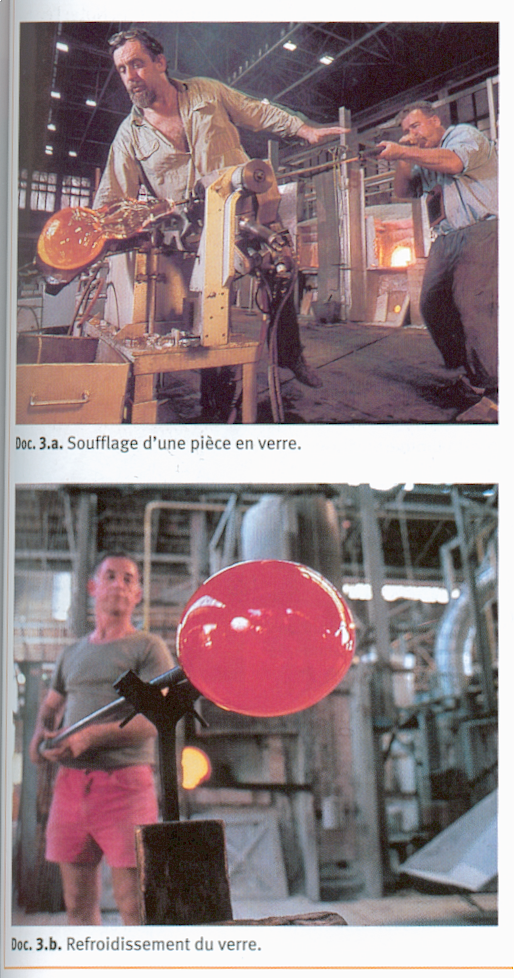 Doc. 3.a. Soufflage d'une pièce en verre.
Doc. 3.b. Refroidissement du verre.